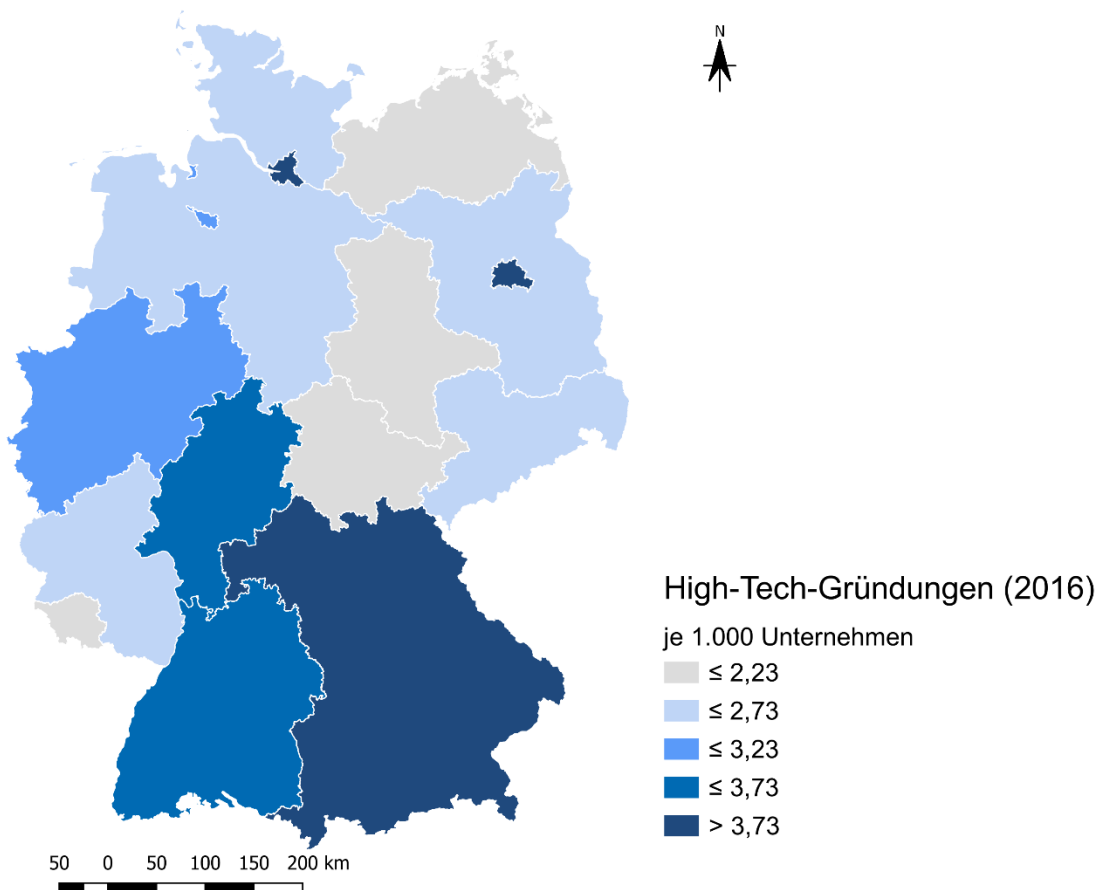 N
High-Tech-Gründungen (2016)
je 1.000 Unternehmen
≤ 2,23
≤ 2,73
≤ 3,23
≤ 3,73
> 3,73
50 0 50 100 150 200 km